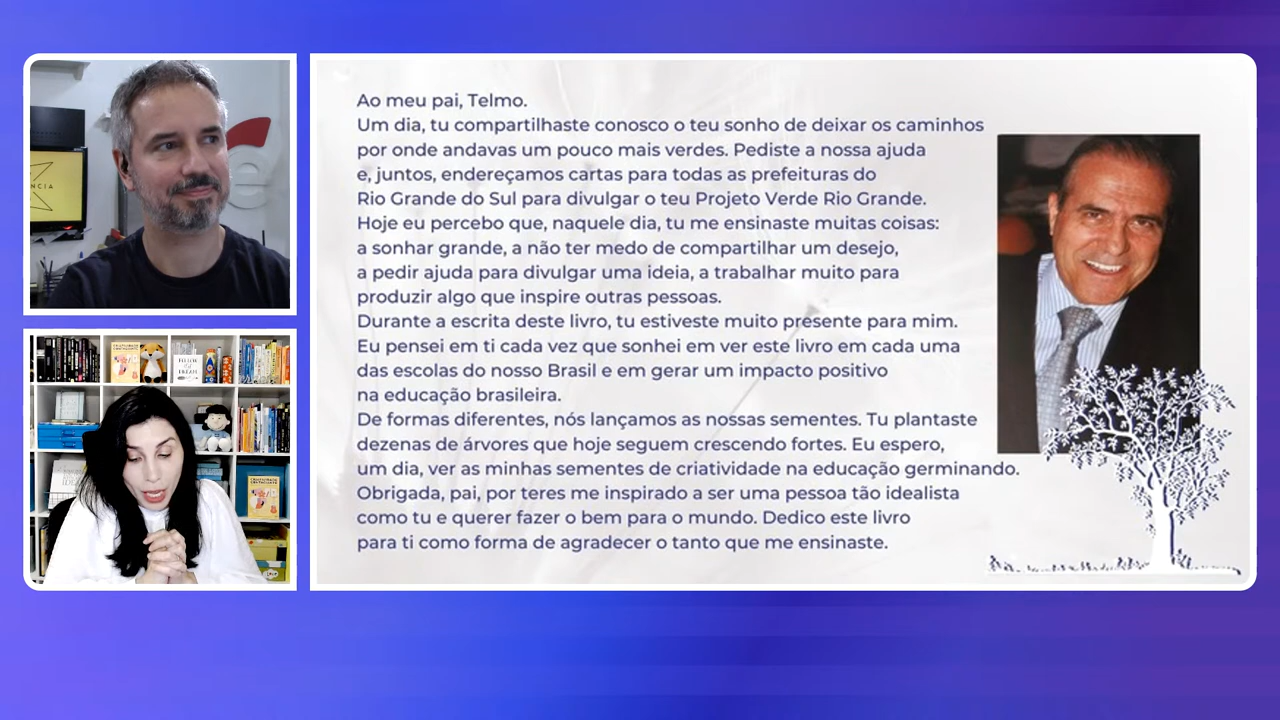 Ao meu pai, Telmo.
Um dia, tu compartilhaste conosco o teu sonho de deixar os caminhos
por onde andavas um pouco mais verdes. Pediste a nossa ajuda
e, juntos, endereçamos cartas para todas as prefeituras do
Rio Grande do Sul para divulgar o teu Projeto Verde Rio Grande.
Hoje eu percebo que, naquele dia, tu me ensinaste muitas coisas:
a sonhar grande, a não ter medo de compartilhar um desejo,
a pedir ajuda para divulgar uma ideia, a trabalhar muito para
produzir algo que inspire outras pessoas.
Durante a escrita deste livro, tu estiveste muito presente para mim.
Eu pensei em ti cada vez que sonhei em ver este livro em cada uma
das escolas do nosso Brasil e em gerar um impacto positivo
na educação brasileira.
De formas diferentes, nós lançamos as nossas sementes. Tu plantaste
dezenas de árvores que hoje seguem crescendo fortes. Eu espero,
um dia, ver as minhas sementes de criatividade na educação germinando.
Obrigada, pai, por teres me inspirado a ser uma pessoa tão idealista
como tu e querer fazer o bem para o mundo. Dedico este livro
para ti como forma de agradecer o tanto que me ensinaste.